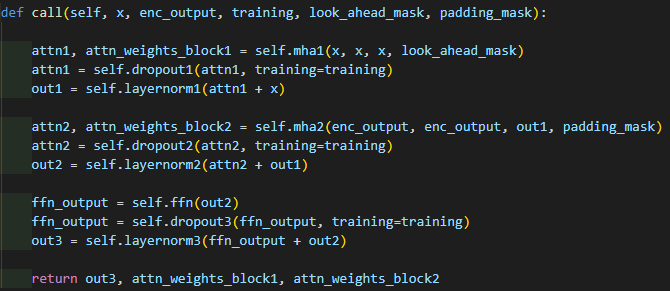 def call(self, x, enc_output, training, look_ahead_mask, padding_mask):
attn1, attn_weights_block1 = self.mha1(x, x, x, look_ahead_mask)
attn1 = self.dropout1(attn1, training=training)
out1 = self.layernorm1(attn1 + x)
attn2, attn_weights_block2 = self.mha2(enc_output, enc_output, out1, padding_mask)
attn2 = self.dropout2(attn2, training=training)
out2 = self.layernorm2(attn2 + out1)
ffn_output = self.ffn(out2)
ffn_output = self.dropout3(ffn_output, training=training)
out3 = self.layernorm3(ffn_output + out2)
return out3, attn_weights_block1, attn_weights_block2